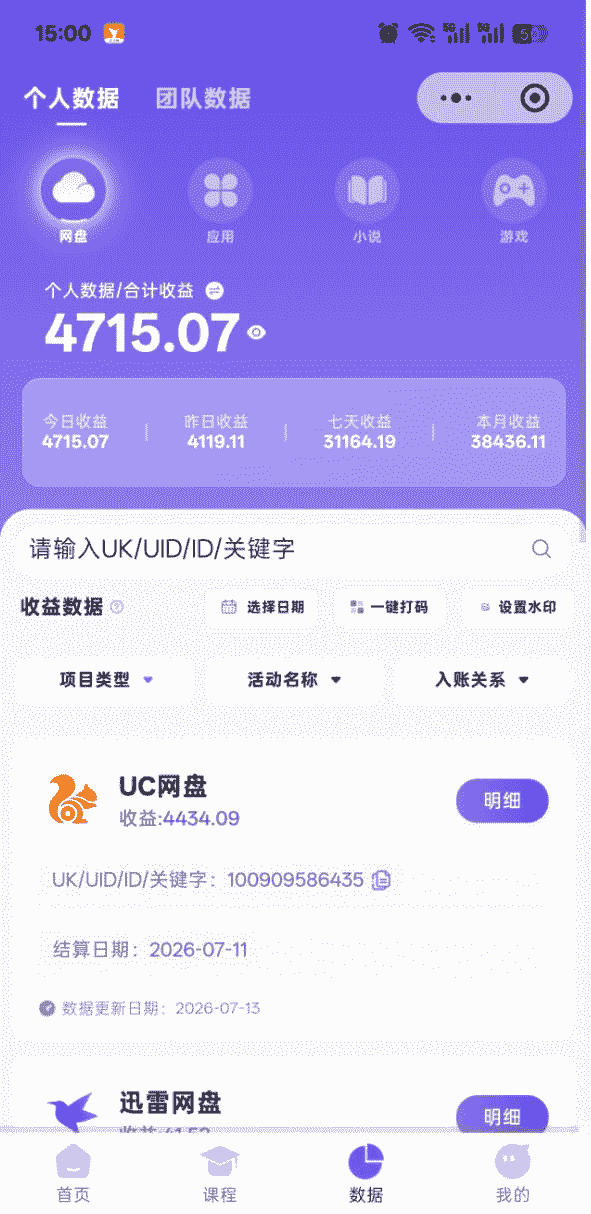 15:00 5G 5G
个人数据 团队数据
网盘 应用 小说 游戏
个人数据/合计收益
4715.07
今日收益 昨日收益 七天收益 本月收益
4715.07 4119.11 31164.19 38436.11
请输入UK/UID/ID/关键字
收益数据 选择日期 一键打码 设置水印
项目类型 活动名称 入账关系
UC网盘
收益:4434.09
明细
UK/UID/ID/关键字：100909586435
结算日期：2026-07-11
数据更新日期：2026-07-13
迅雷网盘
明细
首页 课程 数据 我的